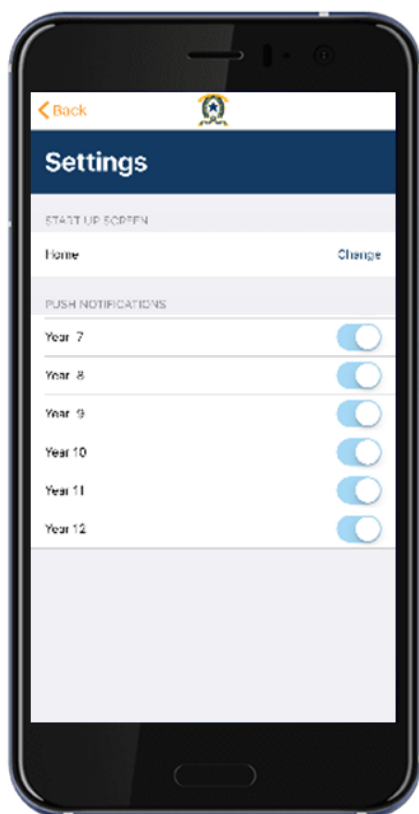 Back
Settings
START UP SCREEN
Home Change
PUSH NOTIFICATIONS
Year 7
Year 8
Year 9
Year 10
Year 11
Year 12